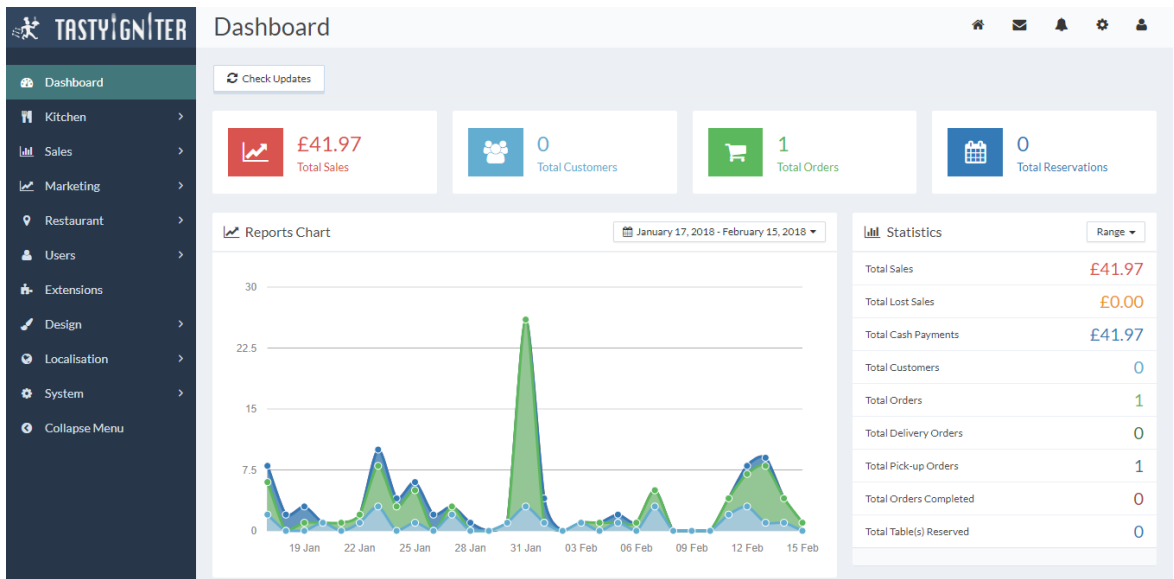 TASTYIGNITER
Dashboard
Dashboard
Kitchen
Sales
Marketing
Restaurant
Users
Extensions
Design
Localisation
System
Collapse Menu
Check Updates
£41.97
Total Sales
0
Total Customers
1
Total Orders
0
Total Reservations
Reports Chart
January 17, 2018 - February 15, 2018
30
22.5
15
7.5
0
19 Jan 22 Jan 25 Jan 28 Jan 31 Jan 03 Feb 06 Feb 09 Feb 12 Feb 15 Feb
Statistics
Range
Total Sales £41.97
Total Lost Sales £0.00
Total Cash Payments £41.97
Total Customers 0
Total Orders 1
Total Delivery Orders 0
Total Pick-up Orders 1
Total Orders Completed 0
Total Table(s) Reserved 0